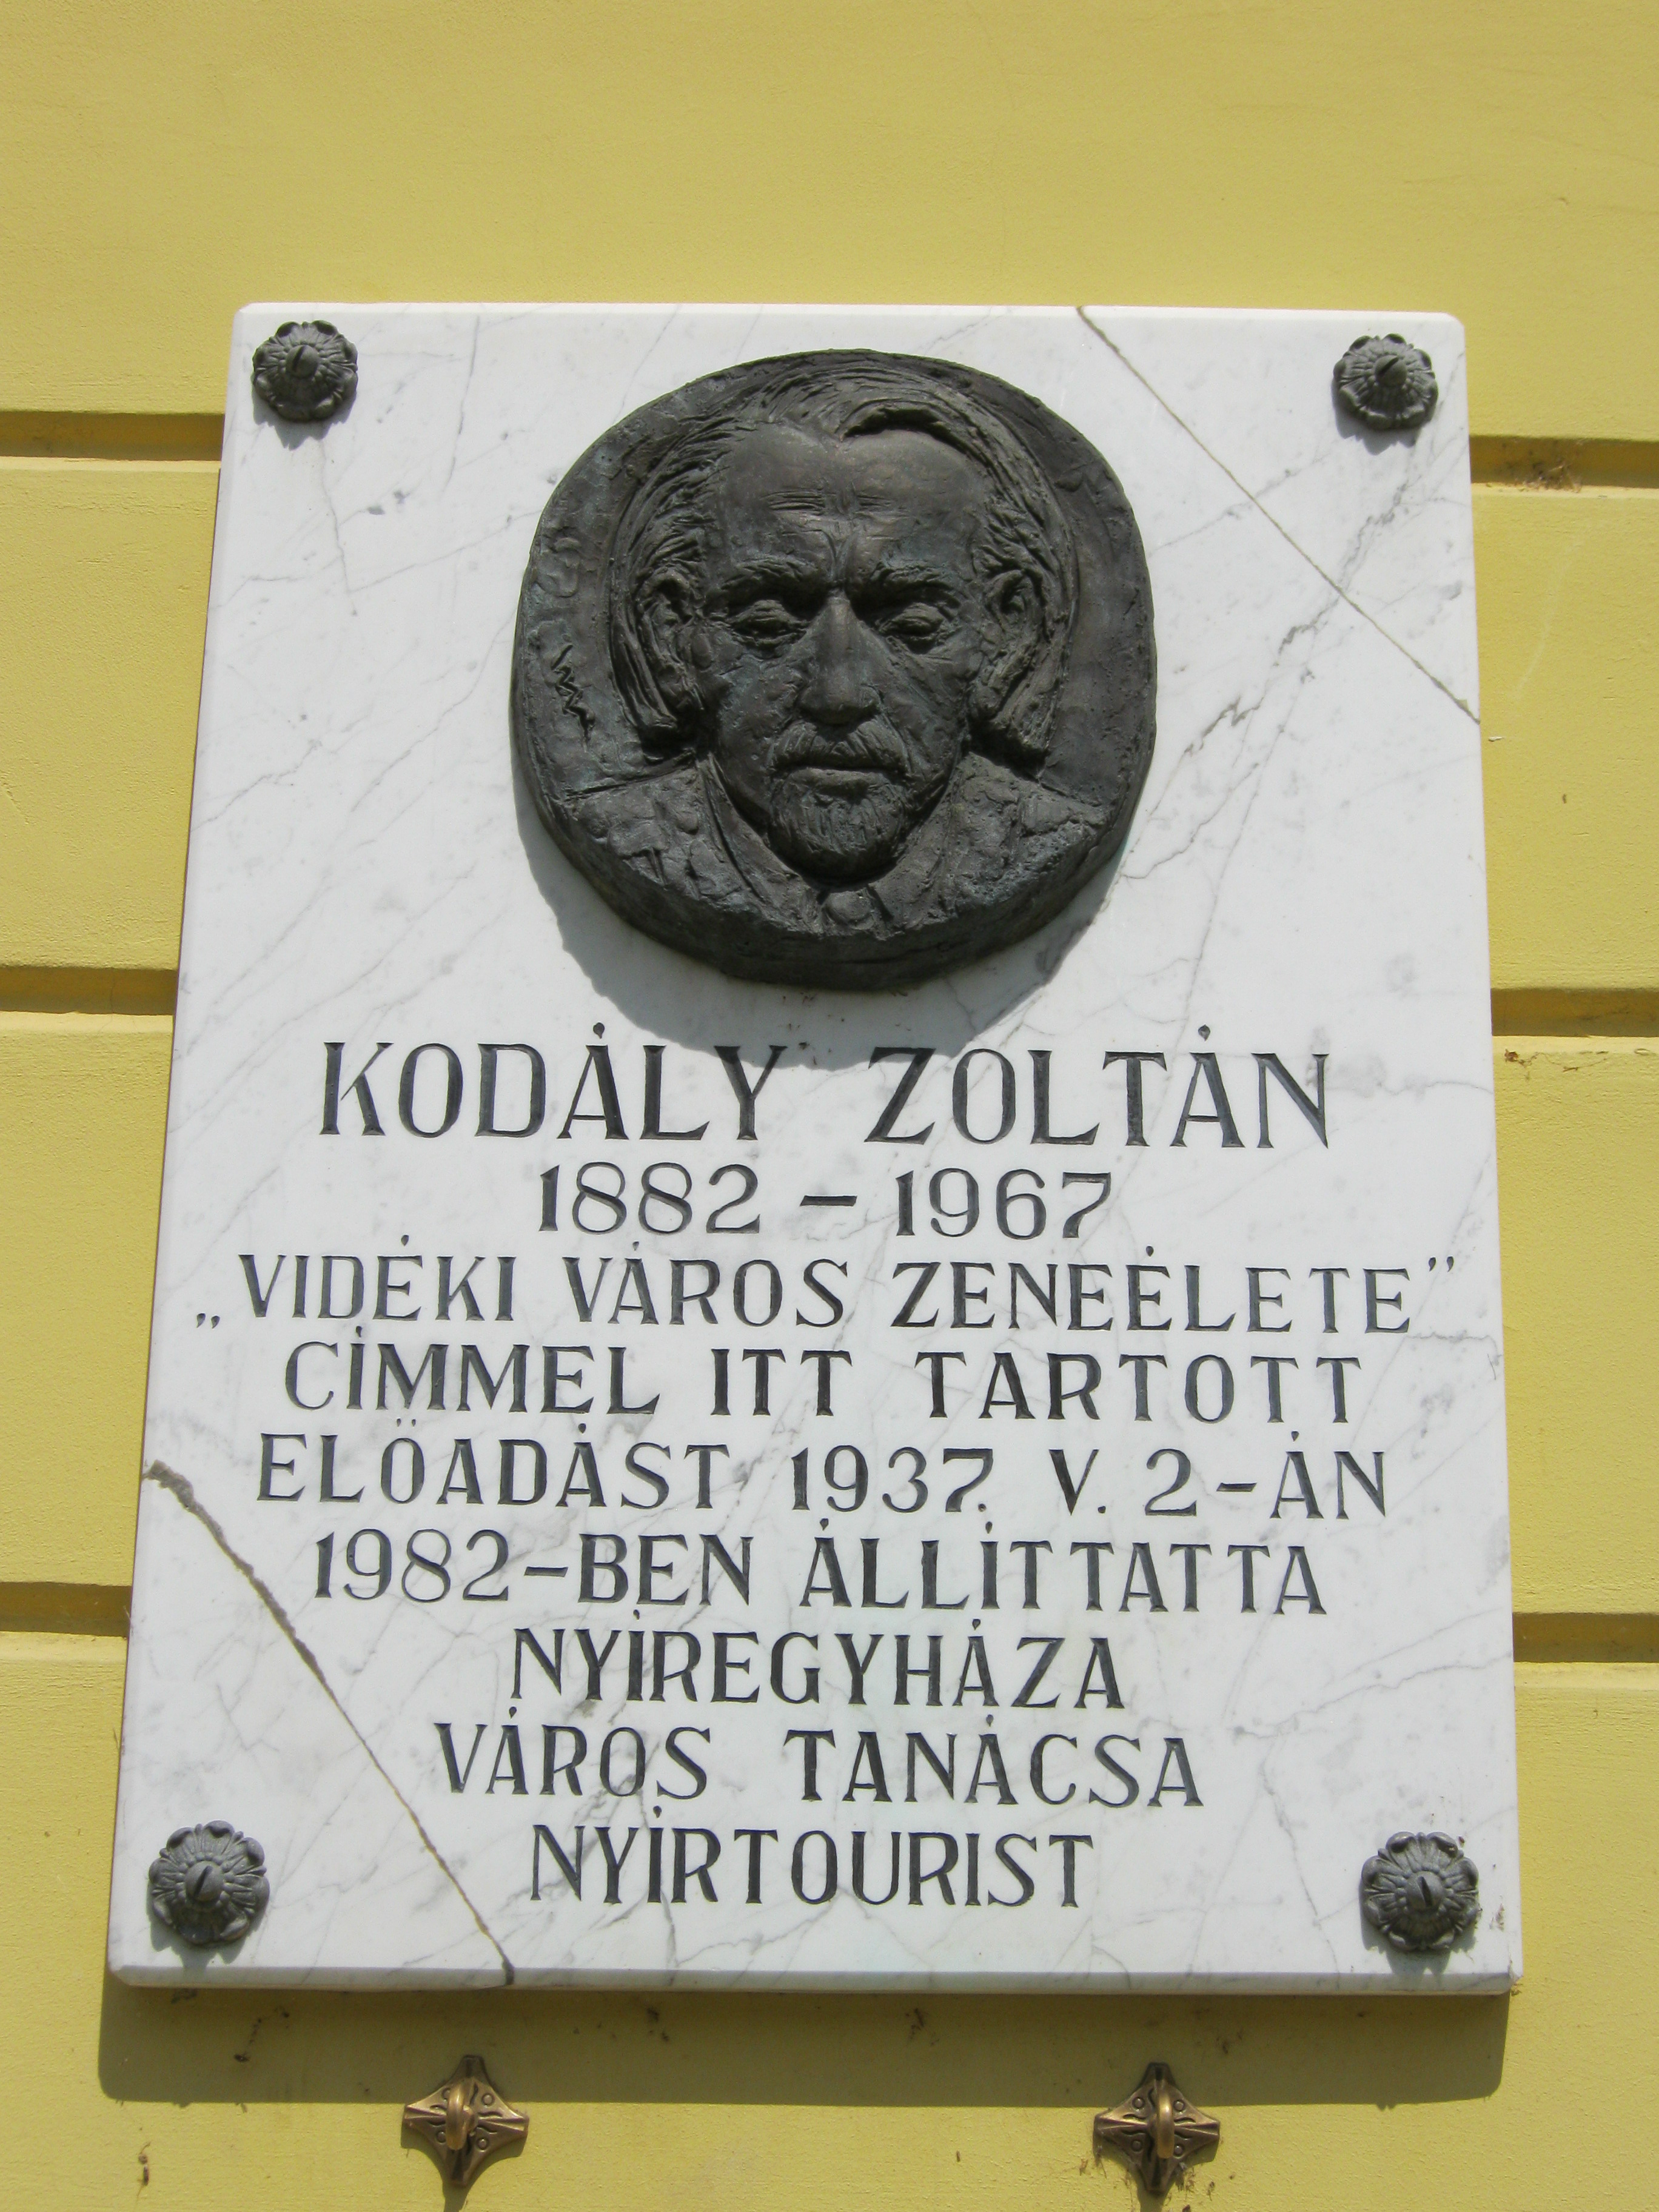 KODÁLY ZOLTÁN
1882 – 1967
„VIDÉKI VÁROS ZENEÉLETE”
CÍMMEL ITT TARTOTT
ELÖADÁST 1937. V. 2-ÁN
1982-BEN ÁLLÍTTATTA
NYÍREGYHÁZA
VÁROS TANÁCSA
NYÍRTOURIST